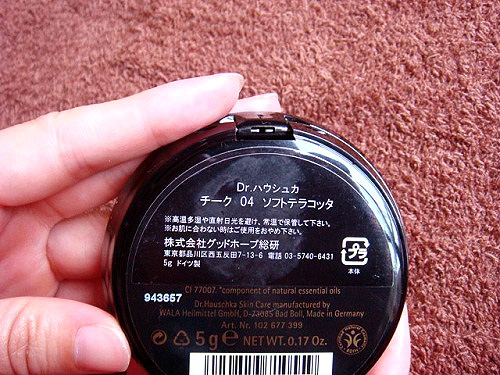 Dr.ハウシュカ
チーク 04 ソフトテラコッタ
※高温多湿や直射日光を避け、常温で保管して下さい。
※お肌に合わない時はご使用をおやめ下さい。
株式会社グッドホープ総研
東京都品川区西五反田7-13-6 電話 03-5740-6431
5g ドイツ製
プラ
本体
CI 77007. *component of natural essential oils
943657
Dr.Hauschka Skin Care manufactured by
WALA Heilmittel GmbH, D-73085 Bad Boll, Made in Germany
Art. Nr. 102 677 399
5 g e NET WT. 0.17 Oz.